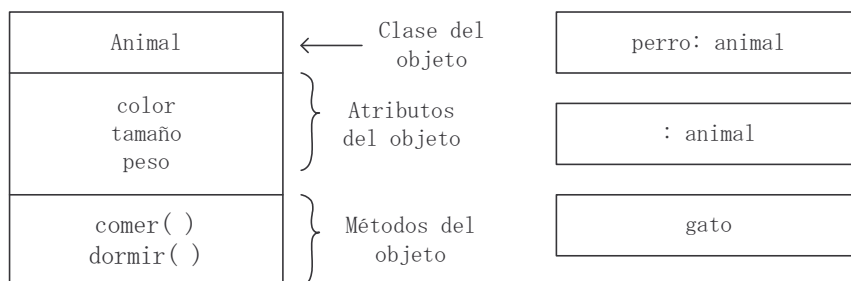 Animal
color
tamaño
peso
comer( )
dormir( )
Clase del
objeto
Atributos
del objeto
Métodos del
objeto
perro: animal
: animal
gato